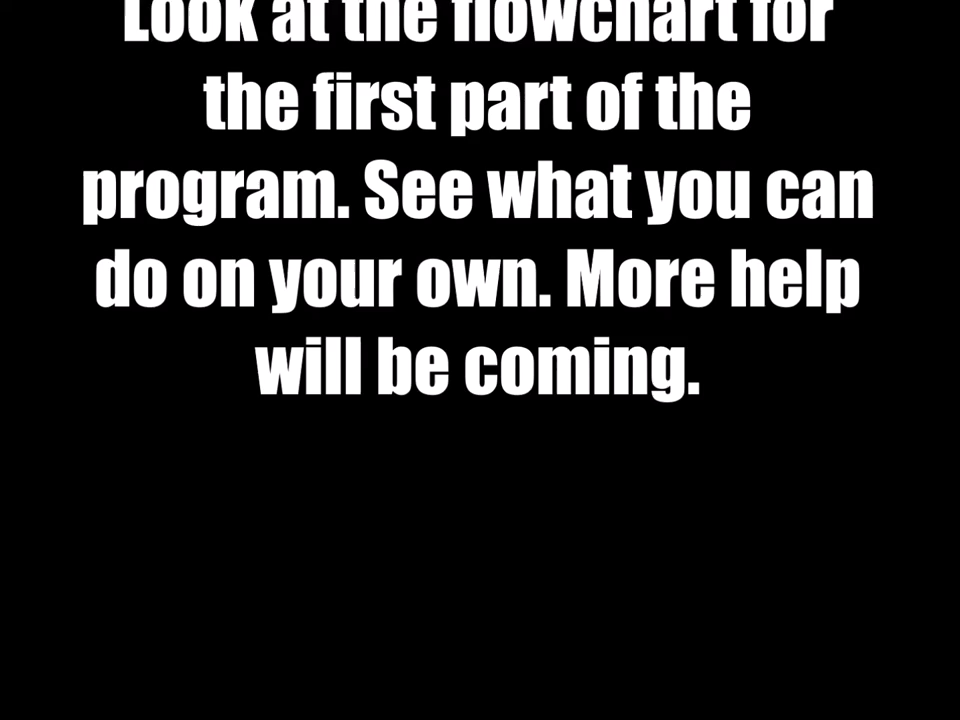 Look at the flowchart for
the first part of the
program. See what you can
do on your own. More help
will be coming.